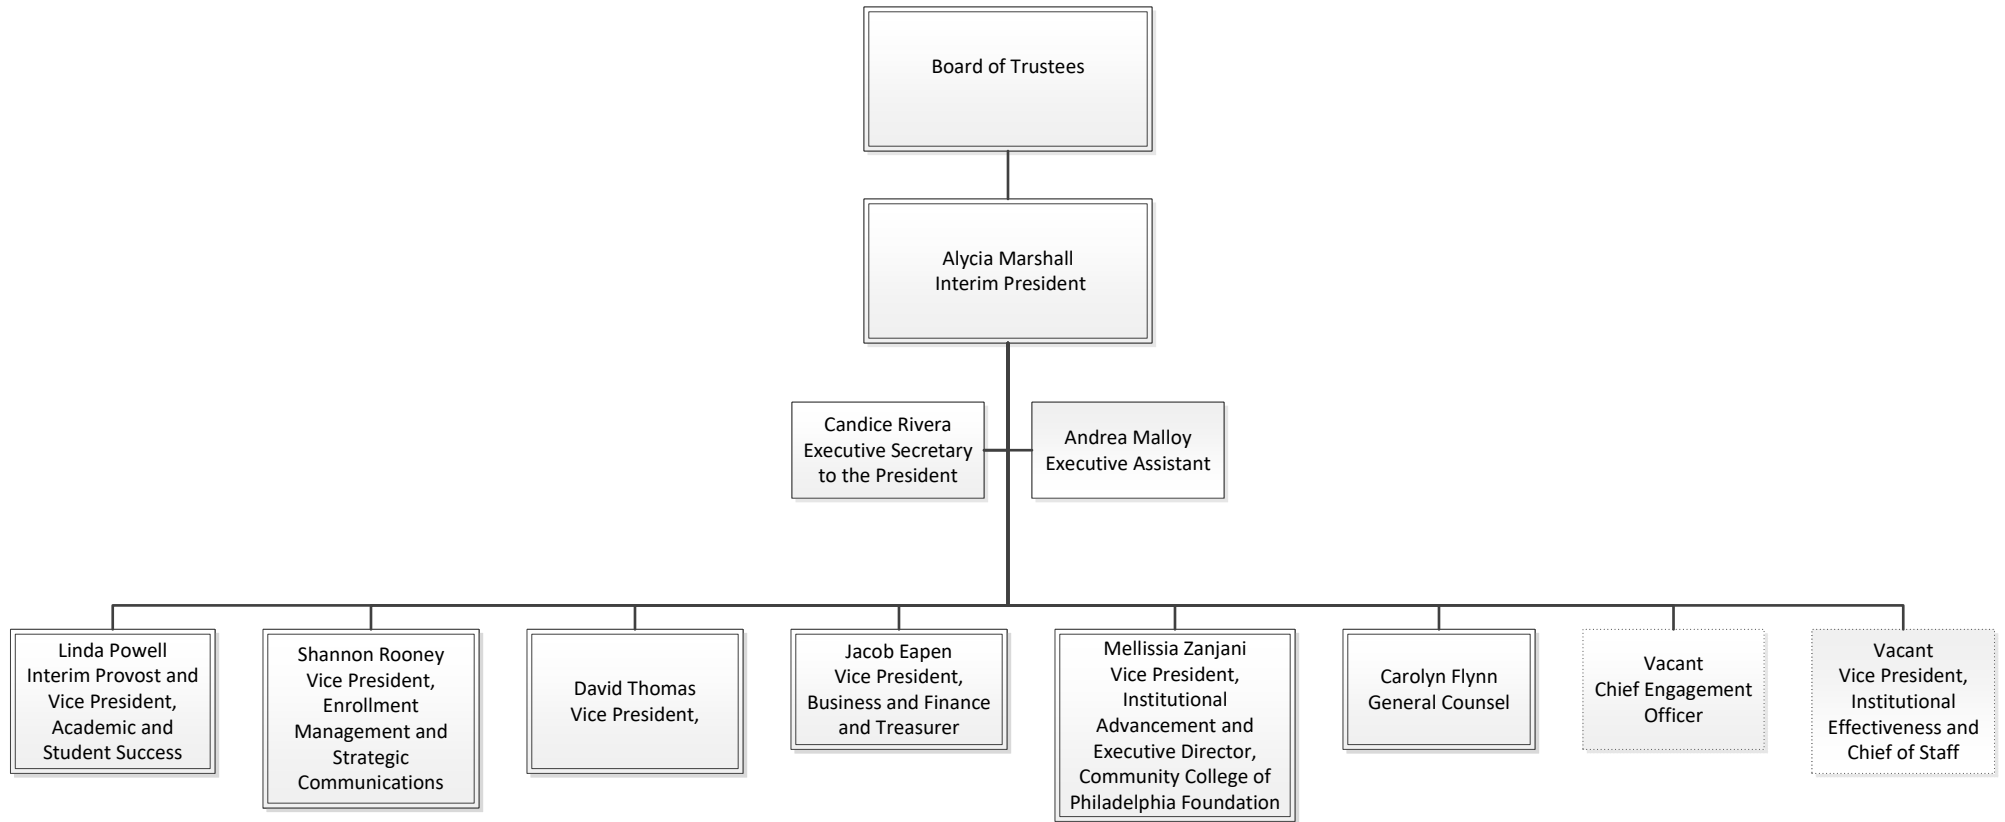 Board of Trustees
Alycia Marshall
Interim President
Candice Rivera
Executive Secretary
to the President
Andrea Malloy
Executive Assistant
Linda Powell
Interim Provost and
Vice President,
Academic and
Student Success
Shannon Rooney
Vice President,
Enrollment
Management and
Strategic
Communications
David Thomas
Vice President,
Jacob Eapen
Vice President,
Business and Finance
and Treasurer
Mellissia Zanjani
Vice President,
Institutional
Advancement and
Executive Director,
Community College of
Philadelphia Foundation
Carolyn Flynn
General Counsel
Vacant
Chief Engagement
Officer
Vacant
Vice President,
Institutional
Effectiveness and
Chief of Staff